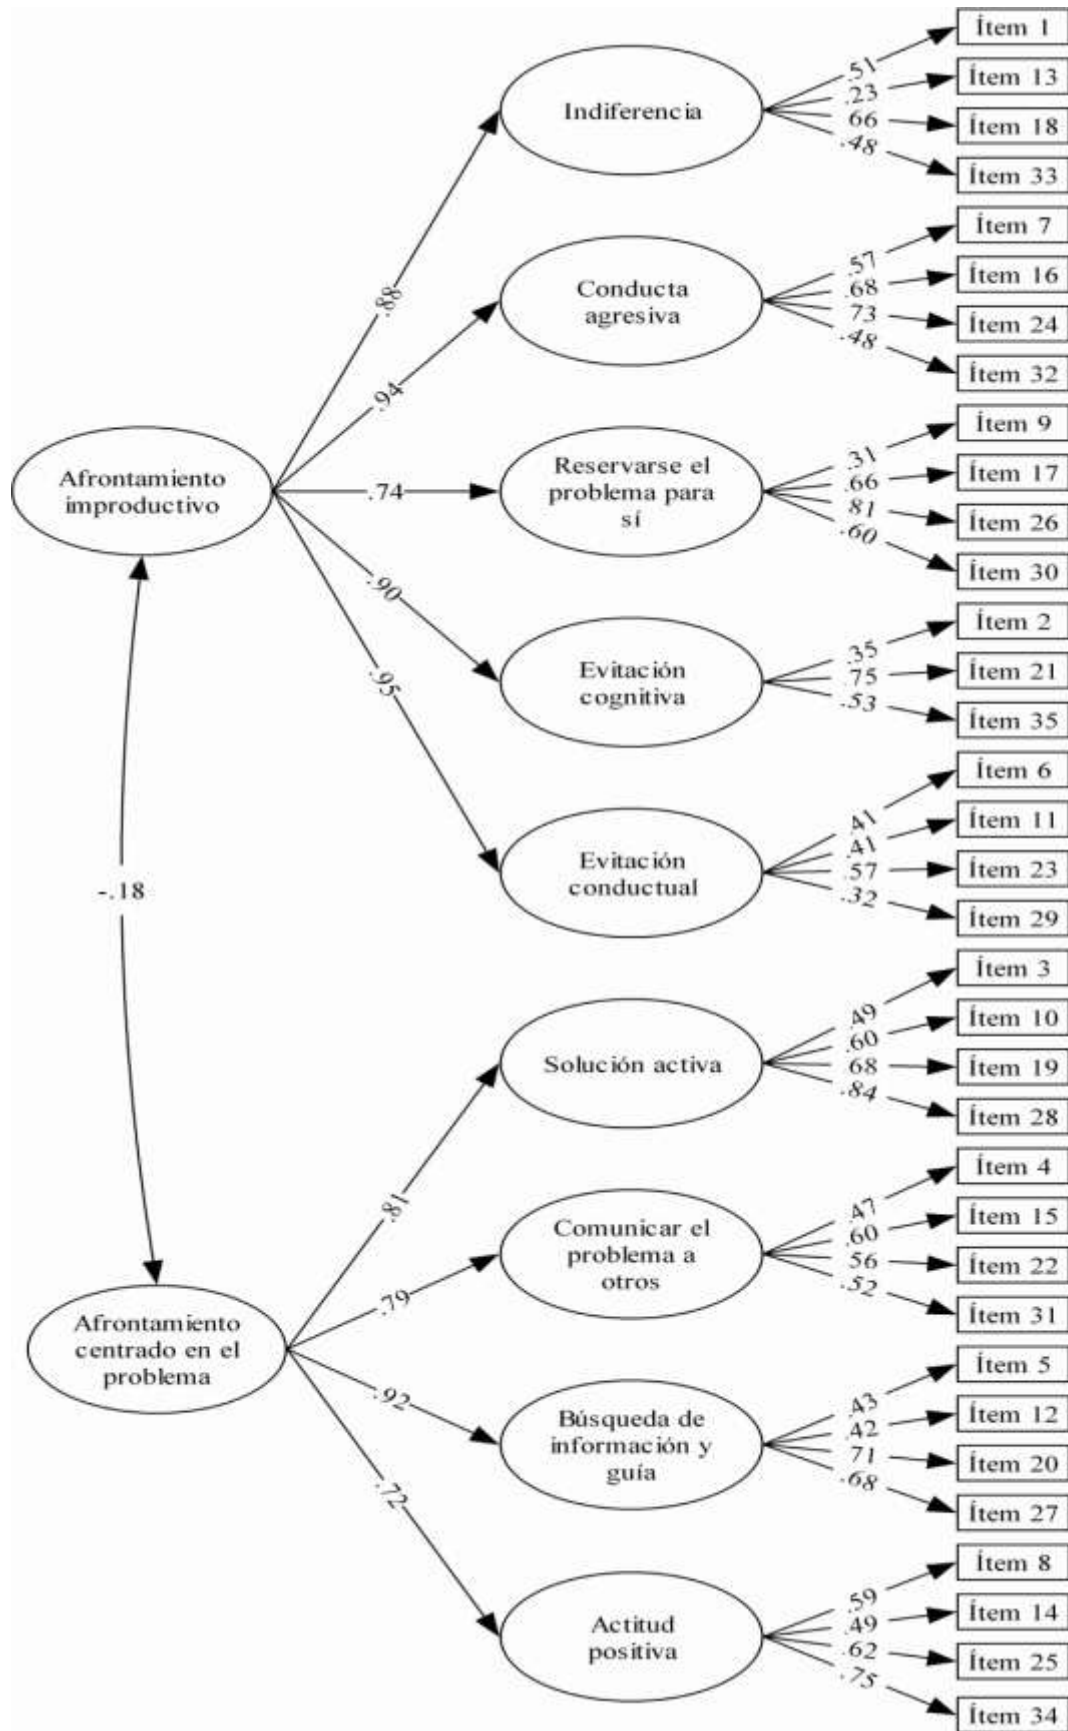 Ítem 1
.51
Ítem 13
.23
Indiferencia
.66
Ítem 18
.48
Ítem 33
Ítem 7
.57
Ítem 16
.68
Conducta
agresiva
.73
Ítem 24
.48
Ítem 32
.88
.94
Ítem 9
.31
Ítem 17
.66
Reservarse el
problema para
sí
.81
Ítem 26
.60
Ítem 30
Afrontamiento
improductivo
.74
.90
.95
Ítem 2
.35
Ítem 21
.75
Evitación
cognitiva
.53
Ítem 35
Ítem 6
.41
Ítem 11
.41
Evitación
conductual
.57
Ítem 23
.32
Ítem 29
-.18
Ítem 3
.49
Ítem 10
.60
Solución activa
.68
Ítem 19
.84
Ítem 28
.81
Ítem 4
.47
Ítem 15
.60
Comunicar el
problema a
otros
.56
Ítem 22
.52
Ítem 31
.79
Afrontamiento
centrado en el
problema
.92
.72
Ítem 5
.43
Ítem 12
.42
Búsqueda de
información y
guía
.71
Ítem 20
.68
Ítem 27
Ítem 8
.59
Ítem 14
.49
Actitud
positiva
.62
Ítem 25
.75
Ítem 34